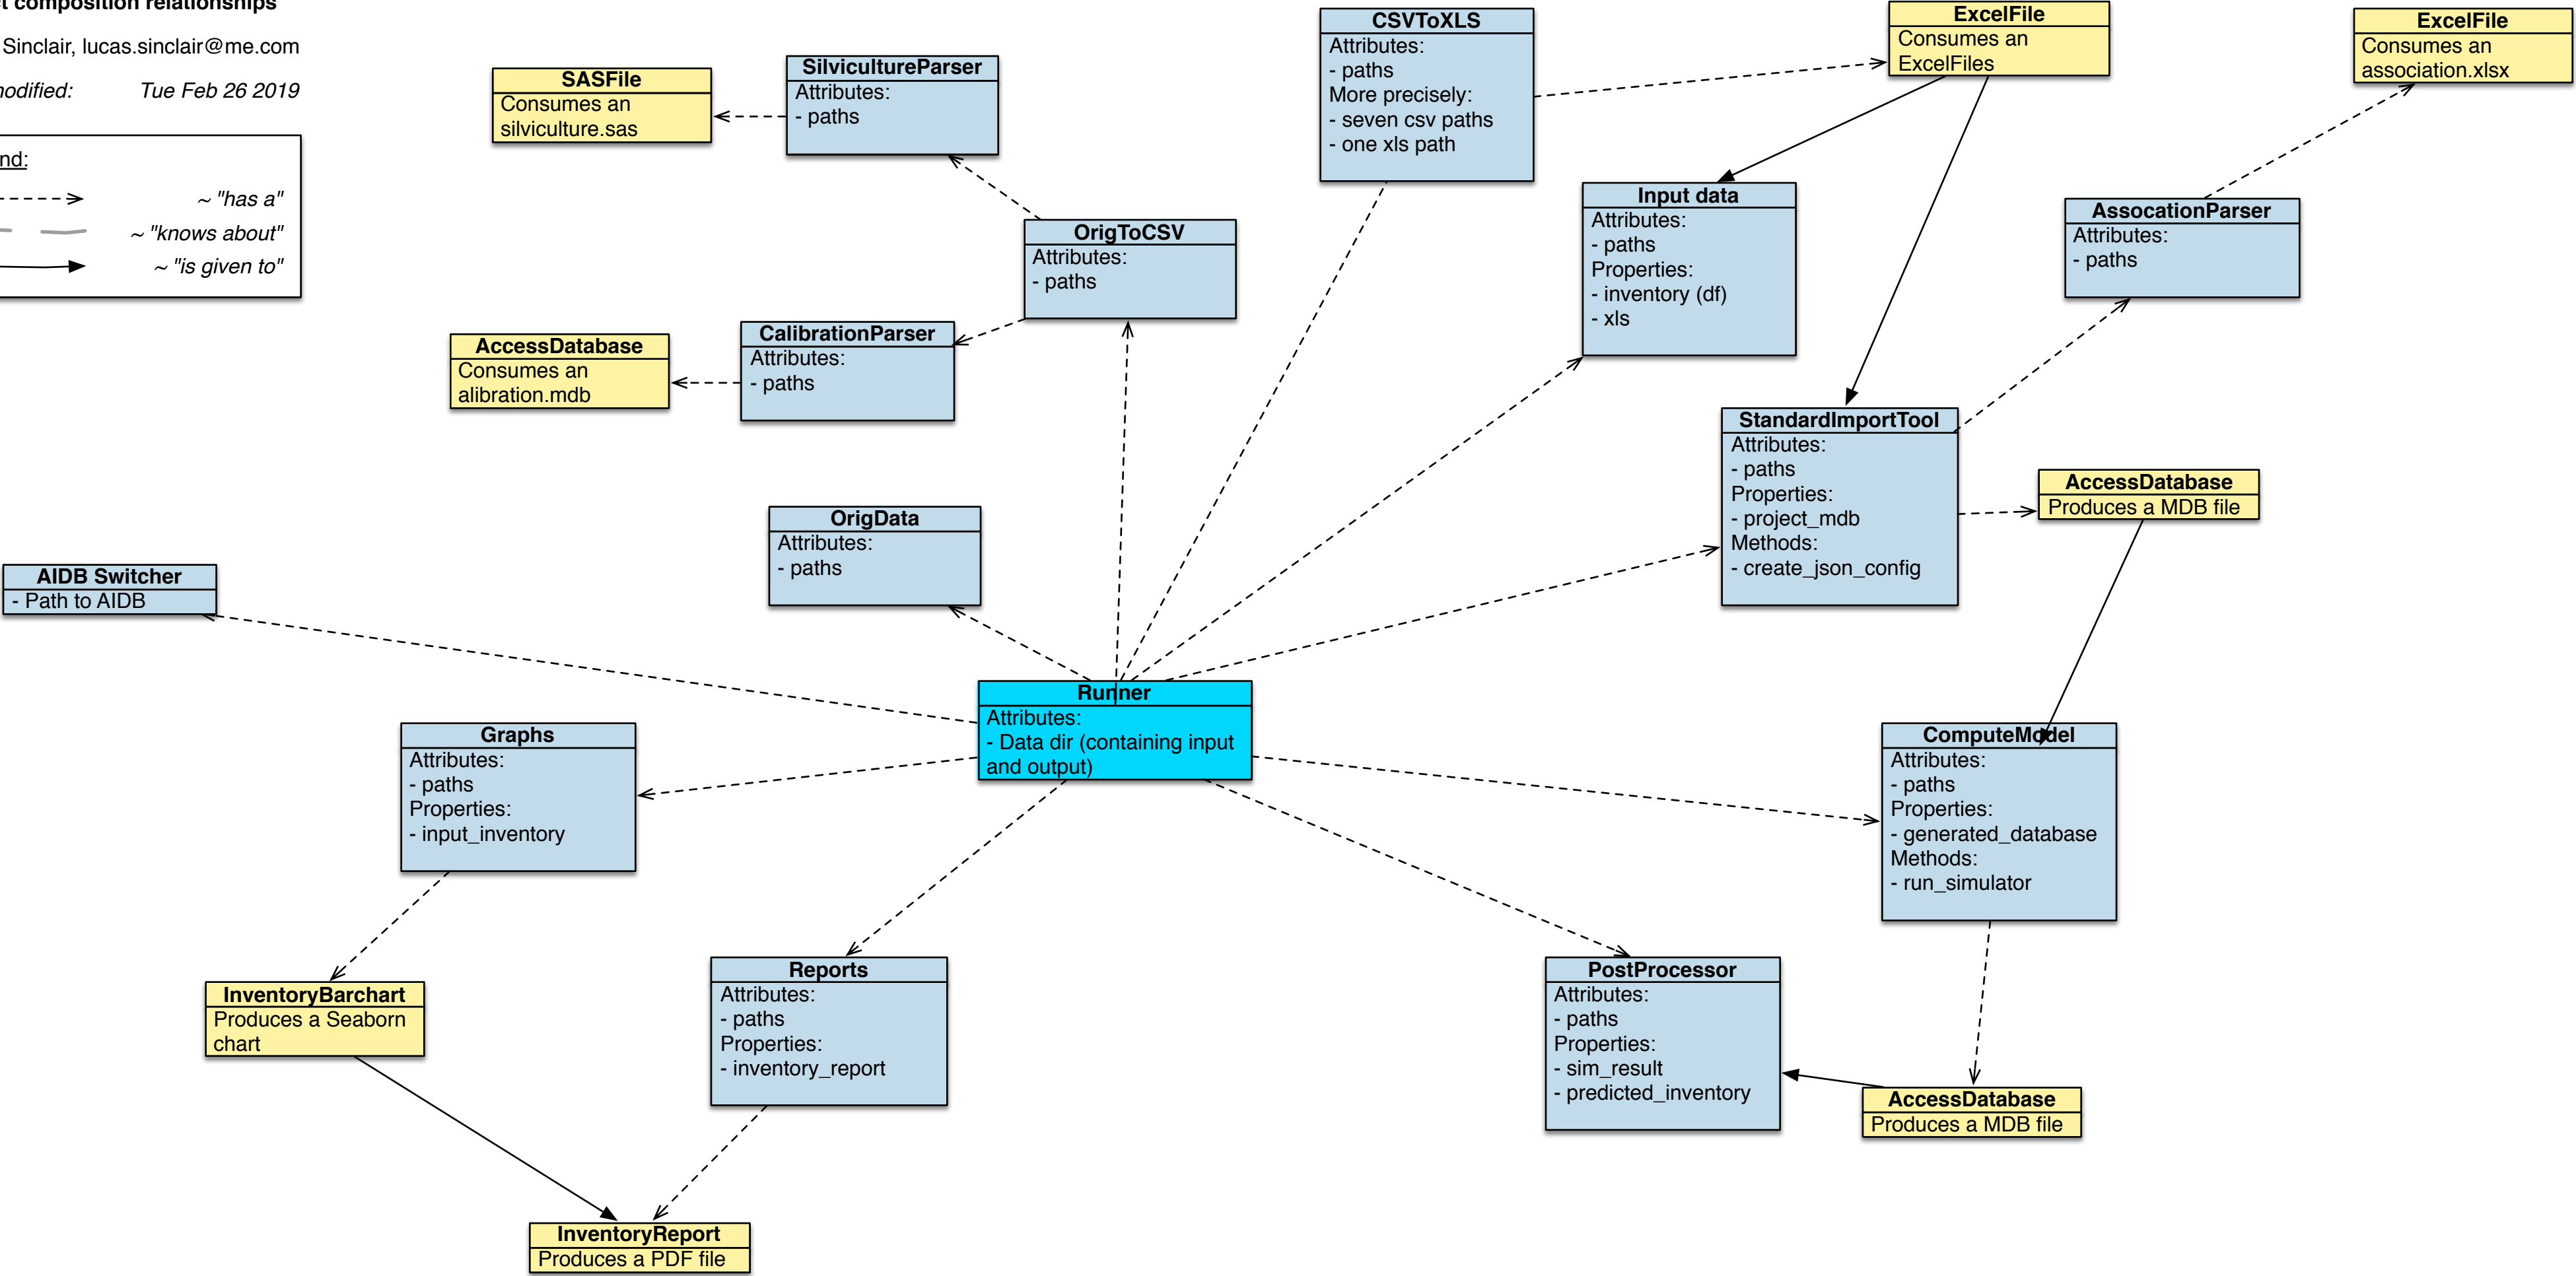 composition relationships
Sinclair, lucas.sinclair@me.com
modified: Tue Feb 26 2019
~ "has a"
~ "knows about"
~ "is given to"
SASFile
Consumes an
silviculture.sas
SilvicultureParser
Attributes:
- paths
CSVToXLS
Attributes:
- paths
More precisely:
- seven csv paths
- one xls path
ExcelFile
Consumes an
ExcelFiles
ExcelFile
Consumes an
association.xlsx
OrigToCSV
Attributes:
- paths
Input data
Attributes:
- paths
Properties:
- inventory (df)
- xls
AssocationParser
Attributes:
- paths
AccessDatabase
Consumes an
alibration.mdb
CalibrationParser
Attributes:
- paths
StandardImportTool
Attributes:
- paths
Properties:
- project_mdb
Methods:
- create_json_config
AccessDatabase
Produces a MDB file
OrigData
Attributes:
- paths
AIDB Switcher
- Path to AIDB
Runner
Attributes:
- Data dir (containing input
and output)
Graphs
Attributes:
- paths
Properties:
- input_inventory
ComputeModel
Attributes:
- paths
Properties:
- generated_database
Methods:
- run_simulator
InventoryBarchart
Produces a Seaborn
chart
Reports
Attributes:
- paths
Properties:
- inventory_report
PostProcessor
Attributes:
- paths
Properties:
- sim_result
- predicted_inventory
AccessDatabase
Produces a MDB file
InventoryReport
Produces a PDF file